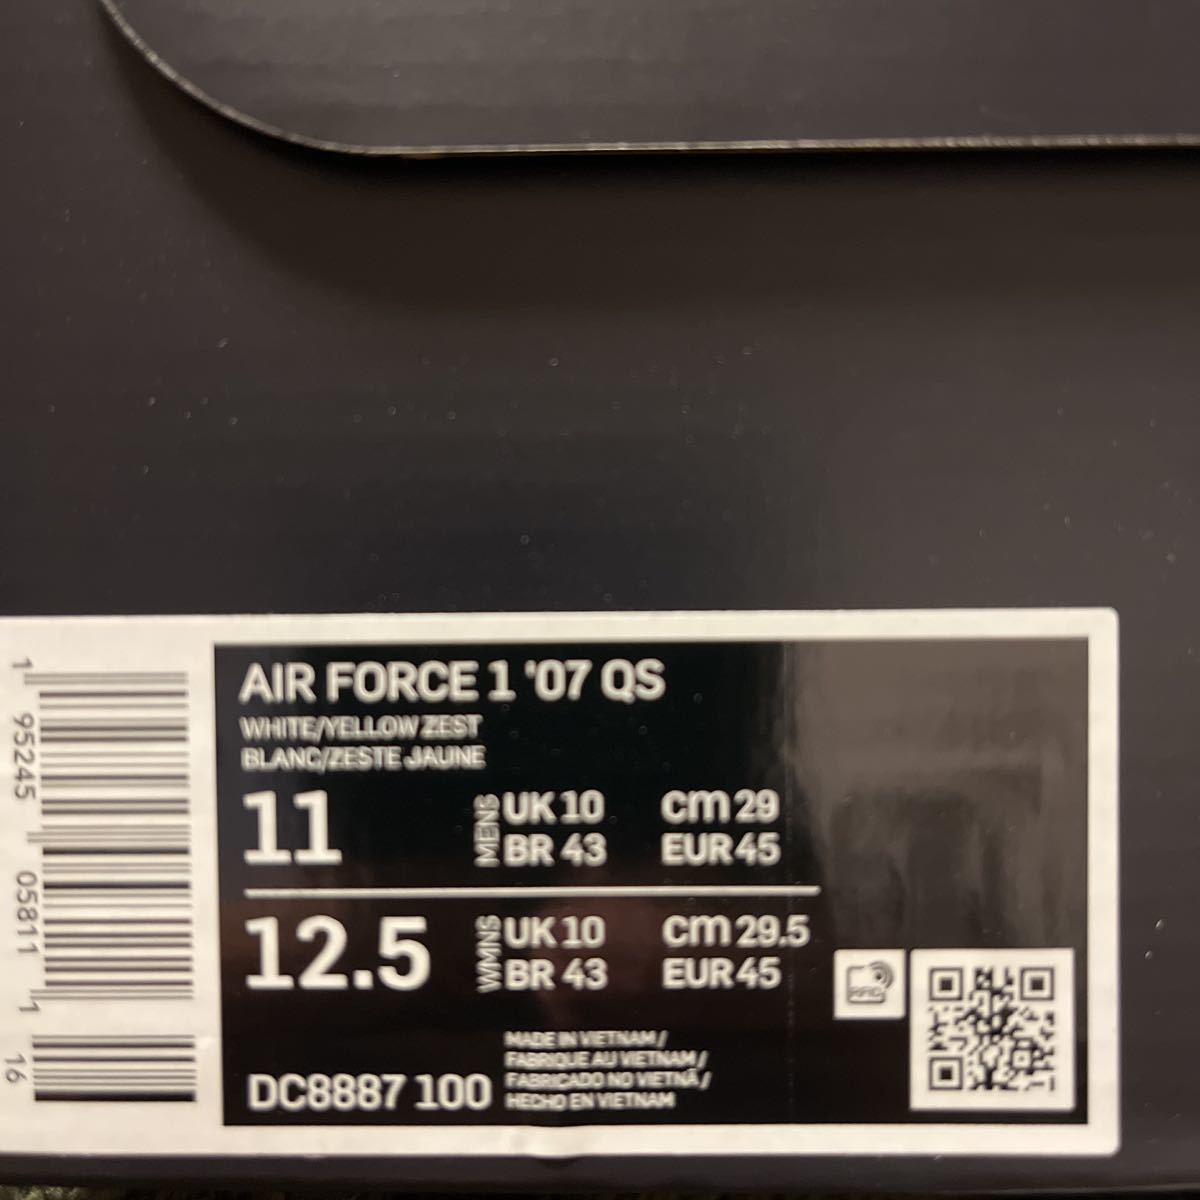 AIR FORCE 1 '07 QS
WHITE/YELLOW ZEST
BLANC/ZESTE JAUNE
11 MENS UK 10 cm 29
BR 43 EUR 45
12.5 WMNS UK 10 cm 29.5
BR 43 EUR 45
DC8887 100
MADE IN VIETNAM /
FABRIQUE AU VIETNAM /
FABRICADO NO VIETNÃ /
HECHO EN VIETNAM
RFID
1 95245 05811 1 16